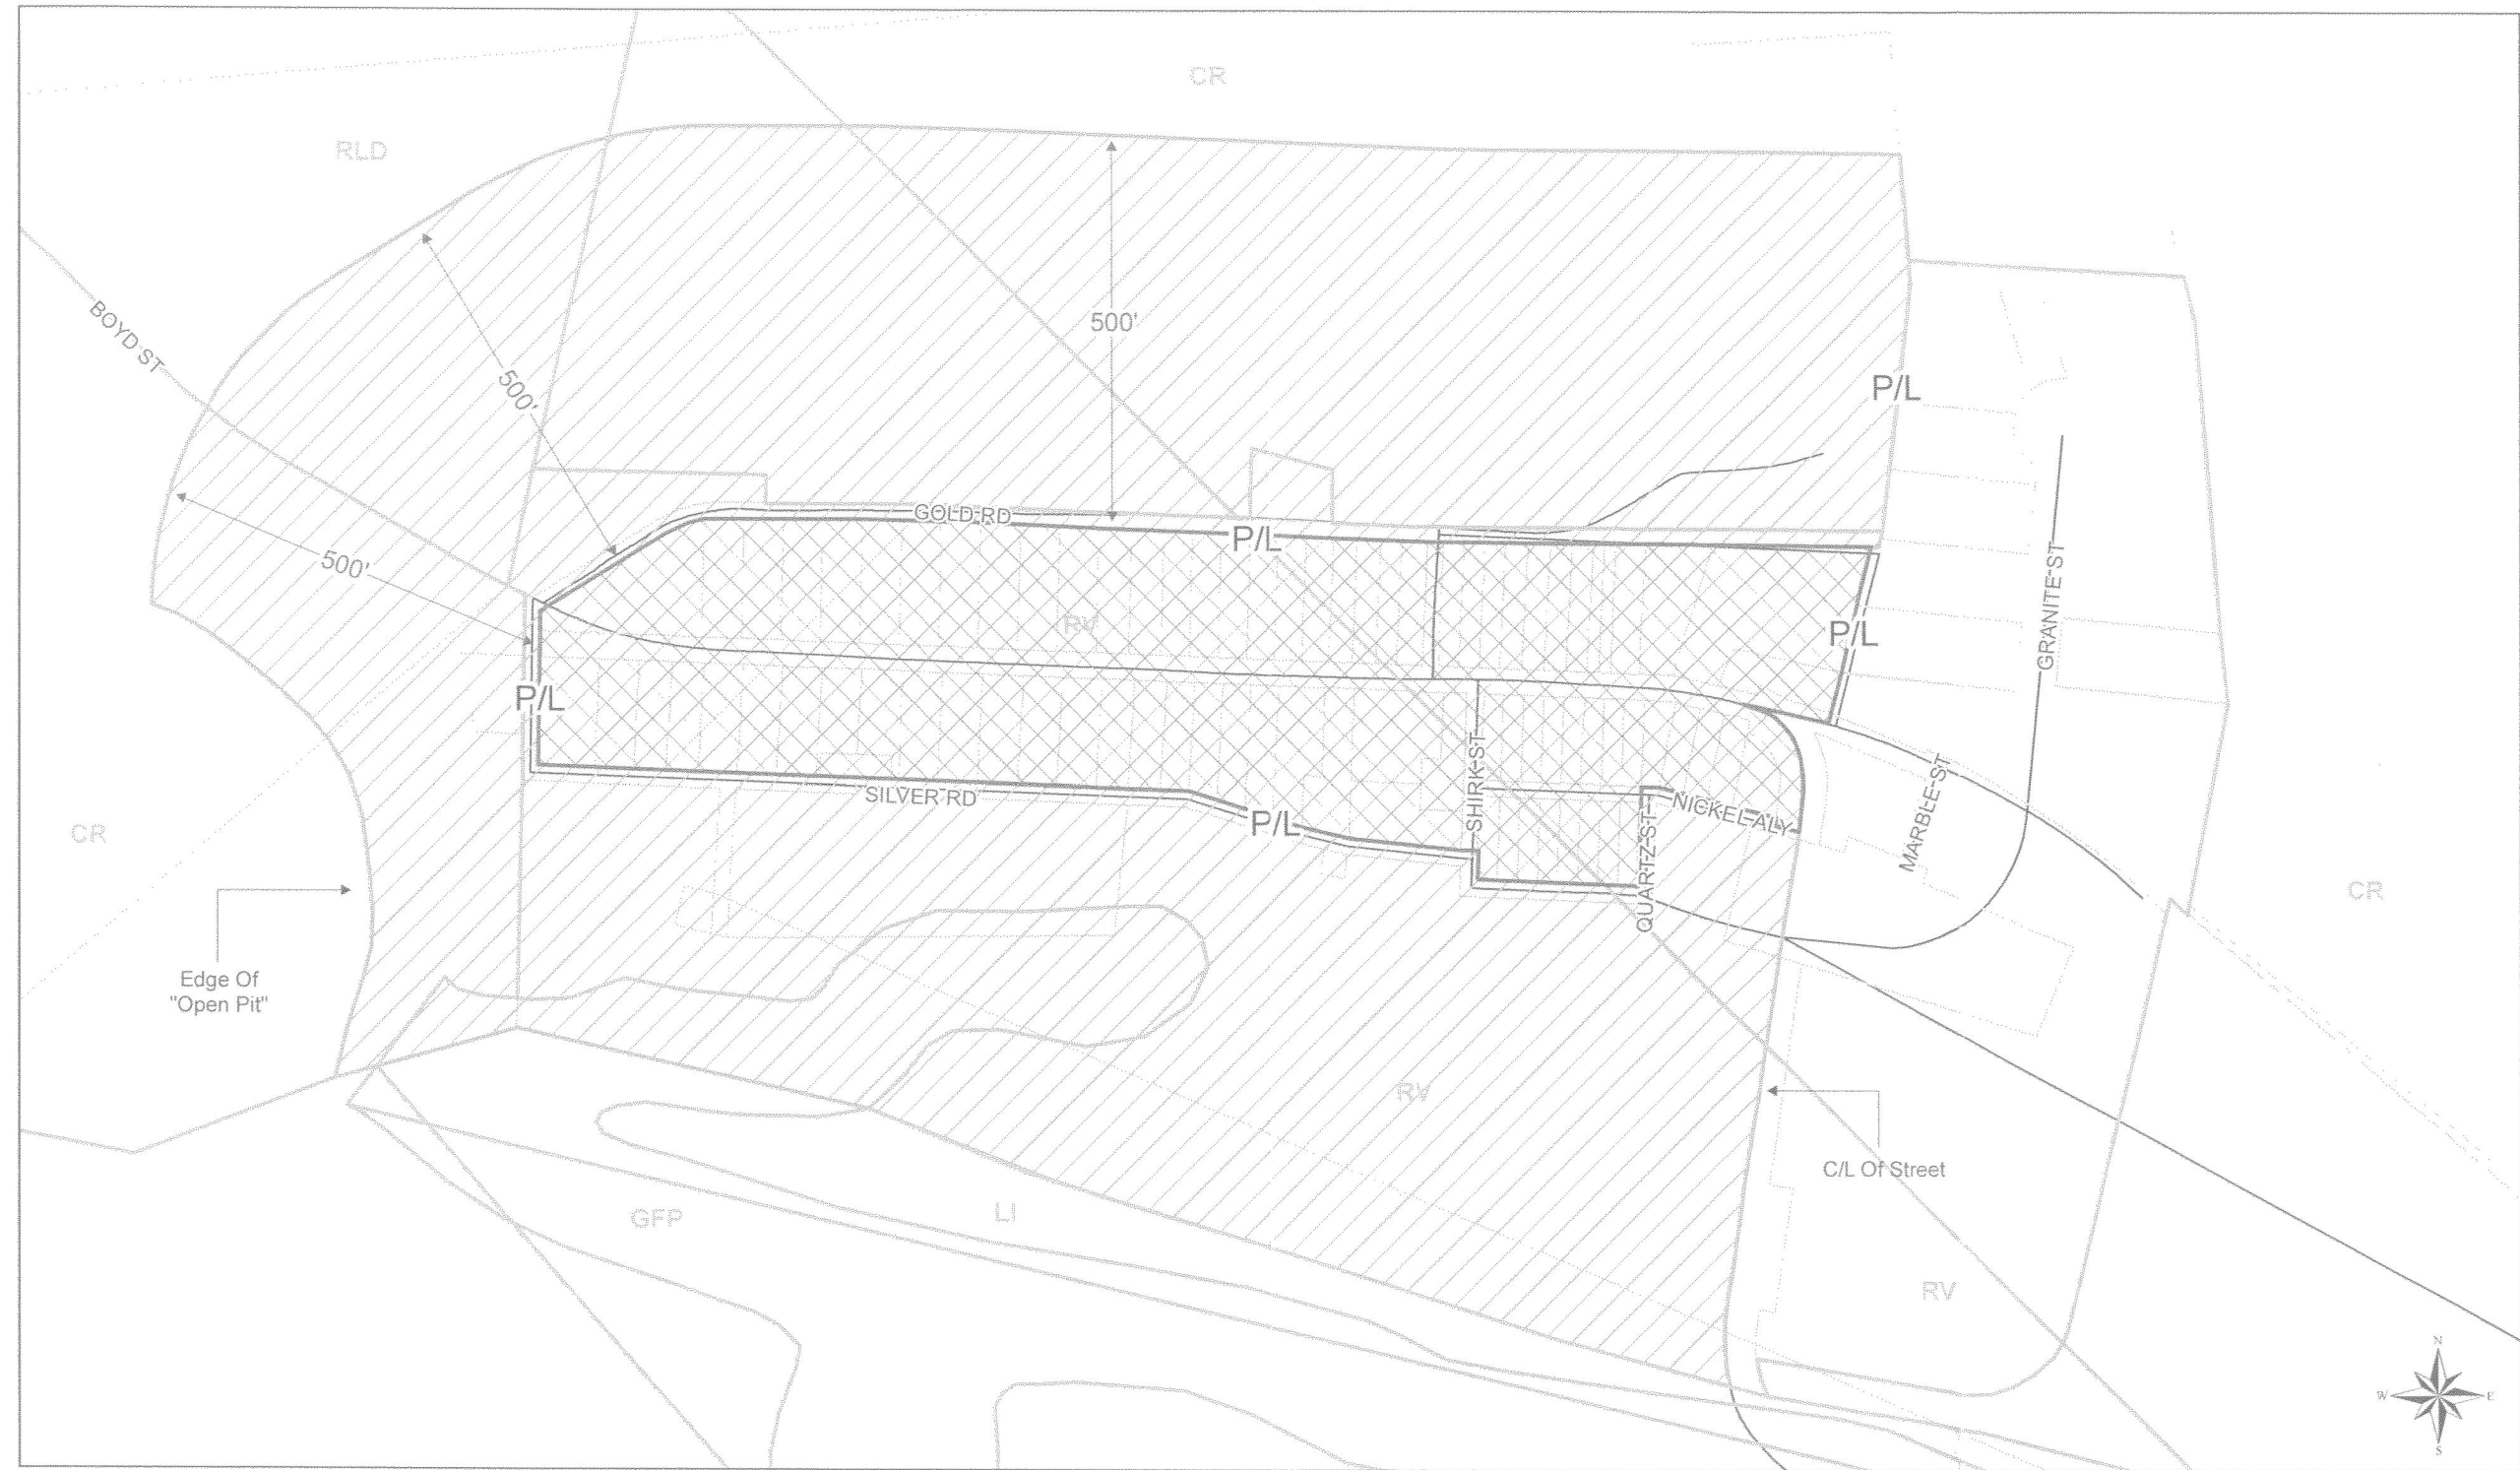 CR
RLD
BOYD ST
500'
500'
500'
P/L
GOLD RD
P/L
RV
P/L
GRANITE ST
P/L
SILVER RD
P/L
SHIRK ST
QUARTZ ST
NICKEL ALY
MARBLE ST
CR
CR
Edge Of
"Open Pit"
RV
C/L Of Street
LI
GFP
RV
N
W
E
S